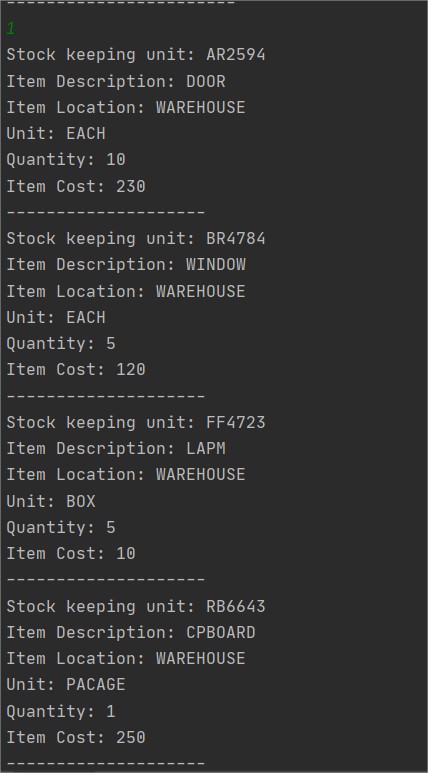 -----------------------
1
Stock keeping unit: AR2594
Item Description: DOOR
Item Location: WAREHOUSE
Unit: EACH
Quantity: 10
Item Cost: 230
--------------------
Stock keeping unit: BR4784
Item Description: WINDOW
Item Location: WAREHOUSE
Unit: EACH
Quantity: 5
Item Cost: 120
--------------------
Stock keeping unit: FF4723
Item Description: LAPM
Item Location: WAREHOUSE
Unit: BOX
Quantity: 5
Item Cost: 10
--------------------
Stock keeping unit: RB6643
Item Description: CPBOARD
Item Location: WAREHOUSE
Unit: PACAGE
Quantity: 1
Item Cost: 250
--------------------